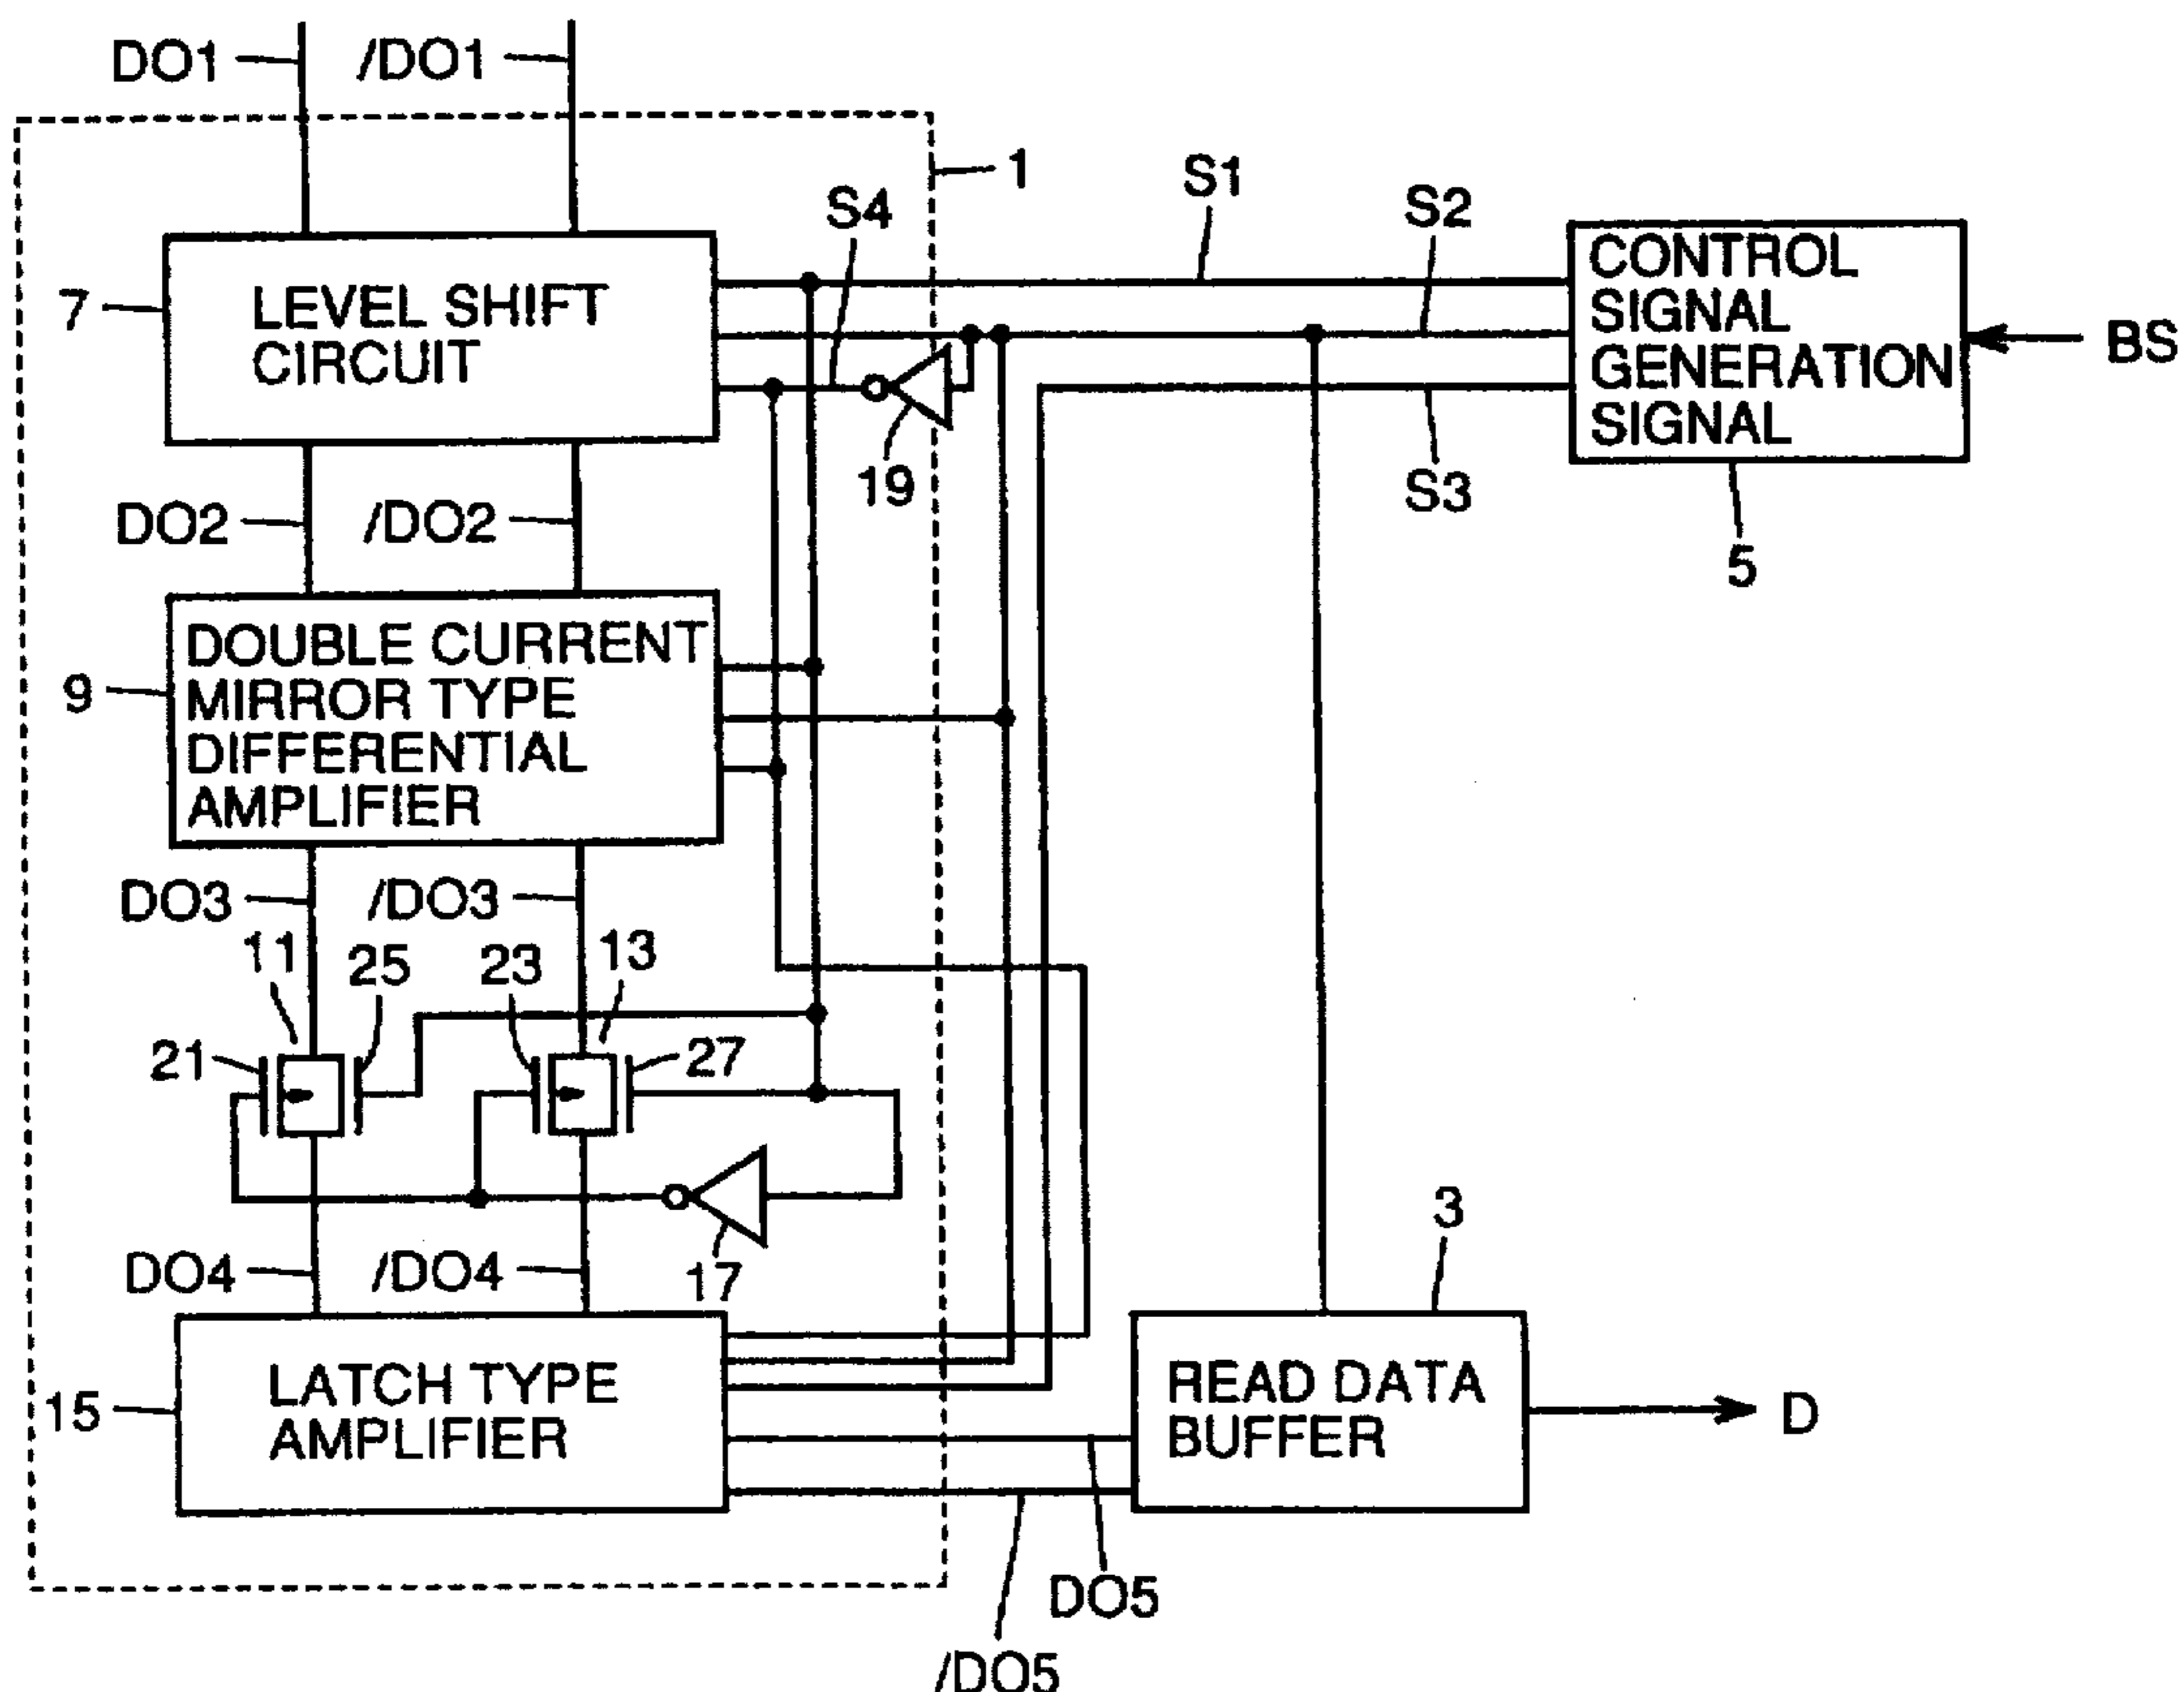 DO1
/DO1
1
S4
S1
S2
CONTROL
SIGNAL
GENERATION
SIGNAL
BS
7
LEVEL SHIFT
CIRCUIT
19
S3
5
DO2
/DO2
9
DOUBLE CURRENT
MIRROR TYPE
DIFFERENTIAL
AMPLIFIER
DO3
/DO3
11
25
23
13
21
27
17
3
DO4
/DO4
15
LATCH TYPE
AMPLIFIER
READ DATA
BUFFER
D
DO5
/DO5